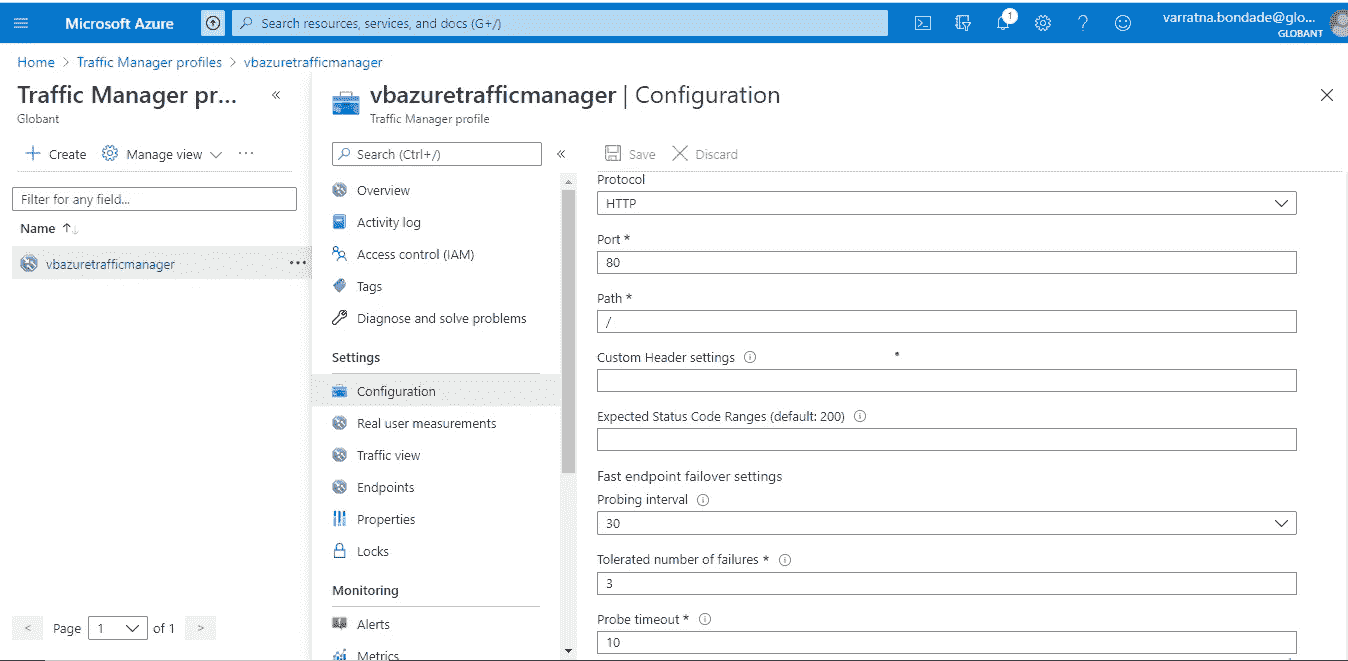 Microsoft Azure
Search resources, services, and docs (G+/)
1
varratna.bondade@glo...
GLOBANT
Home > Traffic Manager profiles > vbazuretrafficmanager
Traffic Manager pr... «
Globant
+ Create Manage view ...
Filter for any field...
Name ↑↓
vbazuretrafficmanager ...
< Page 1 of 1 >
vbazuretrafficmanager | Configuration
Traffic Manager profile
Search (Ctrl+/) «
Overview
Activity log
Access control (IAM)
Tags
Diagnose and solve problems
Settings
Configuration
Real user measurements
Traffic view
Endpoints
Properties
Locks
Monitoring
Alerts
Metrics
Save Discard
Protocol
HTTP
Port *
80
Path *
/
Custom Header settings
Expected Status Code Ranges (default: 200)
Fast endpoint failover settings
Probing interval
30
Tolerated number of failures *
3
Probe timeout *
10